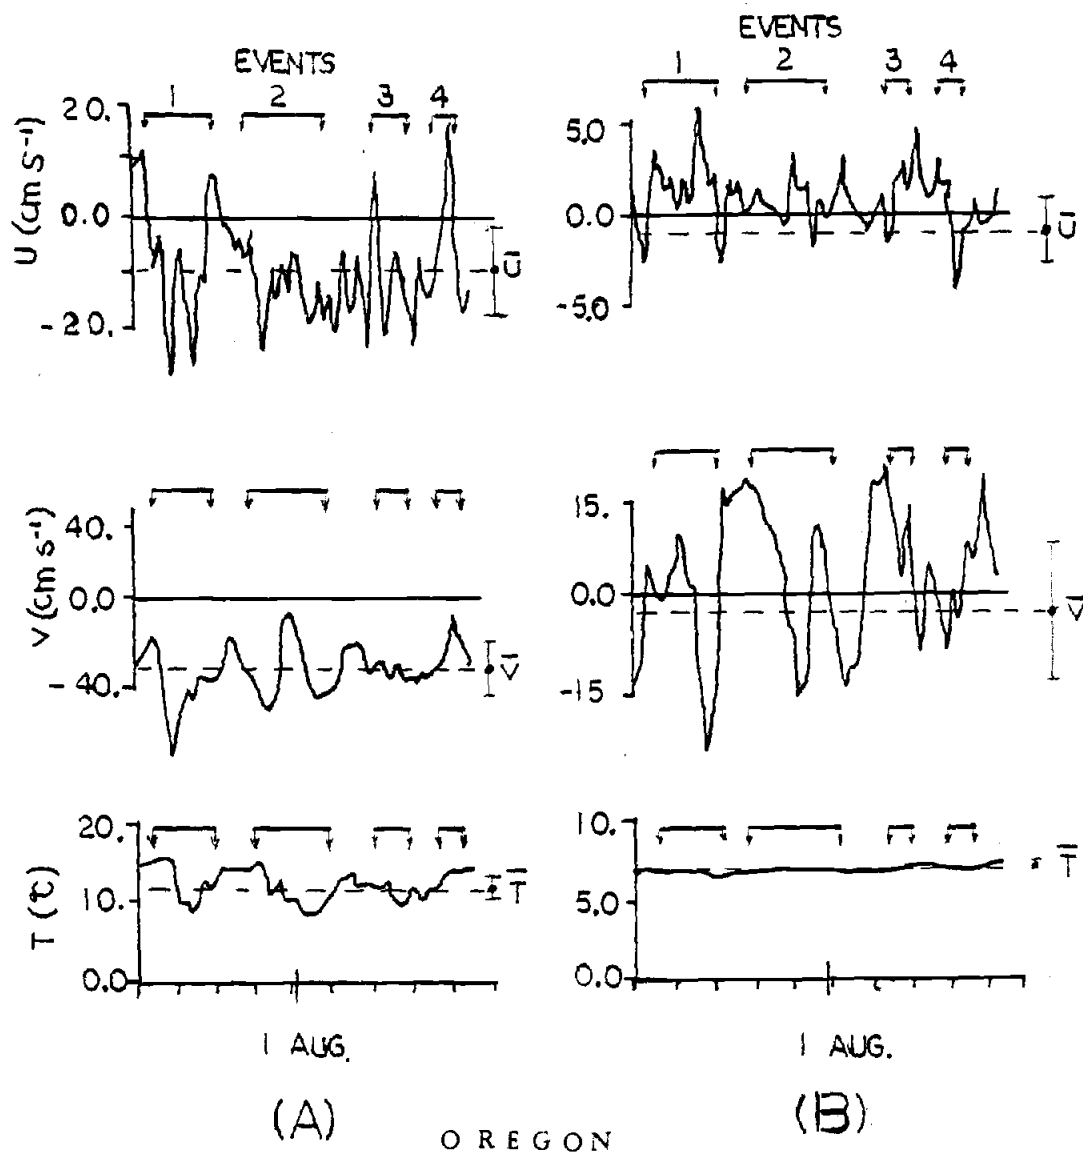 EVENTS
1 2 3 4
20.
0.0
-20.
U (cm s⁻¹)
U̅
40.
0.0
-40.
V (cm s⁻¹)
V̅
20.
10.
0.0
T (℃)
T̅
1 AUG.
(A)
EVENTS
1 2 3 4
5.0
0.0
-5.0
U̅
15.
0.0
-15
V̅
10.
5.0
0.0
T̅
1 AUG.
(B)
OREGON